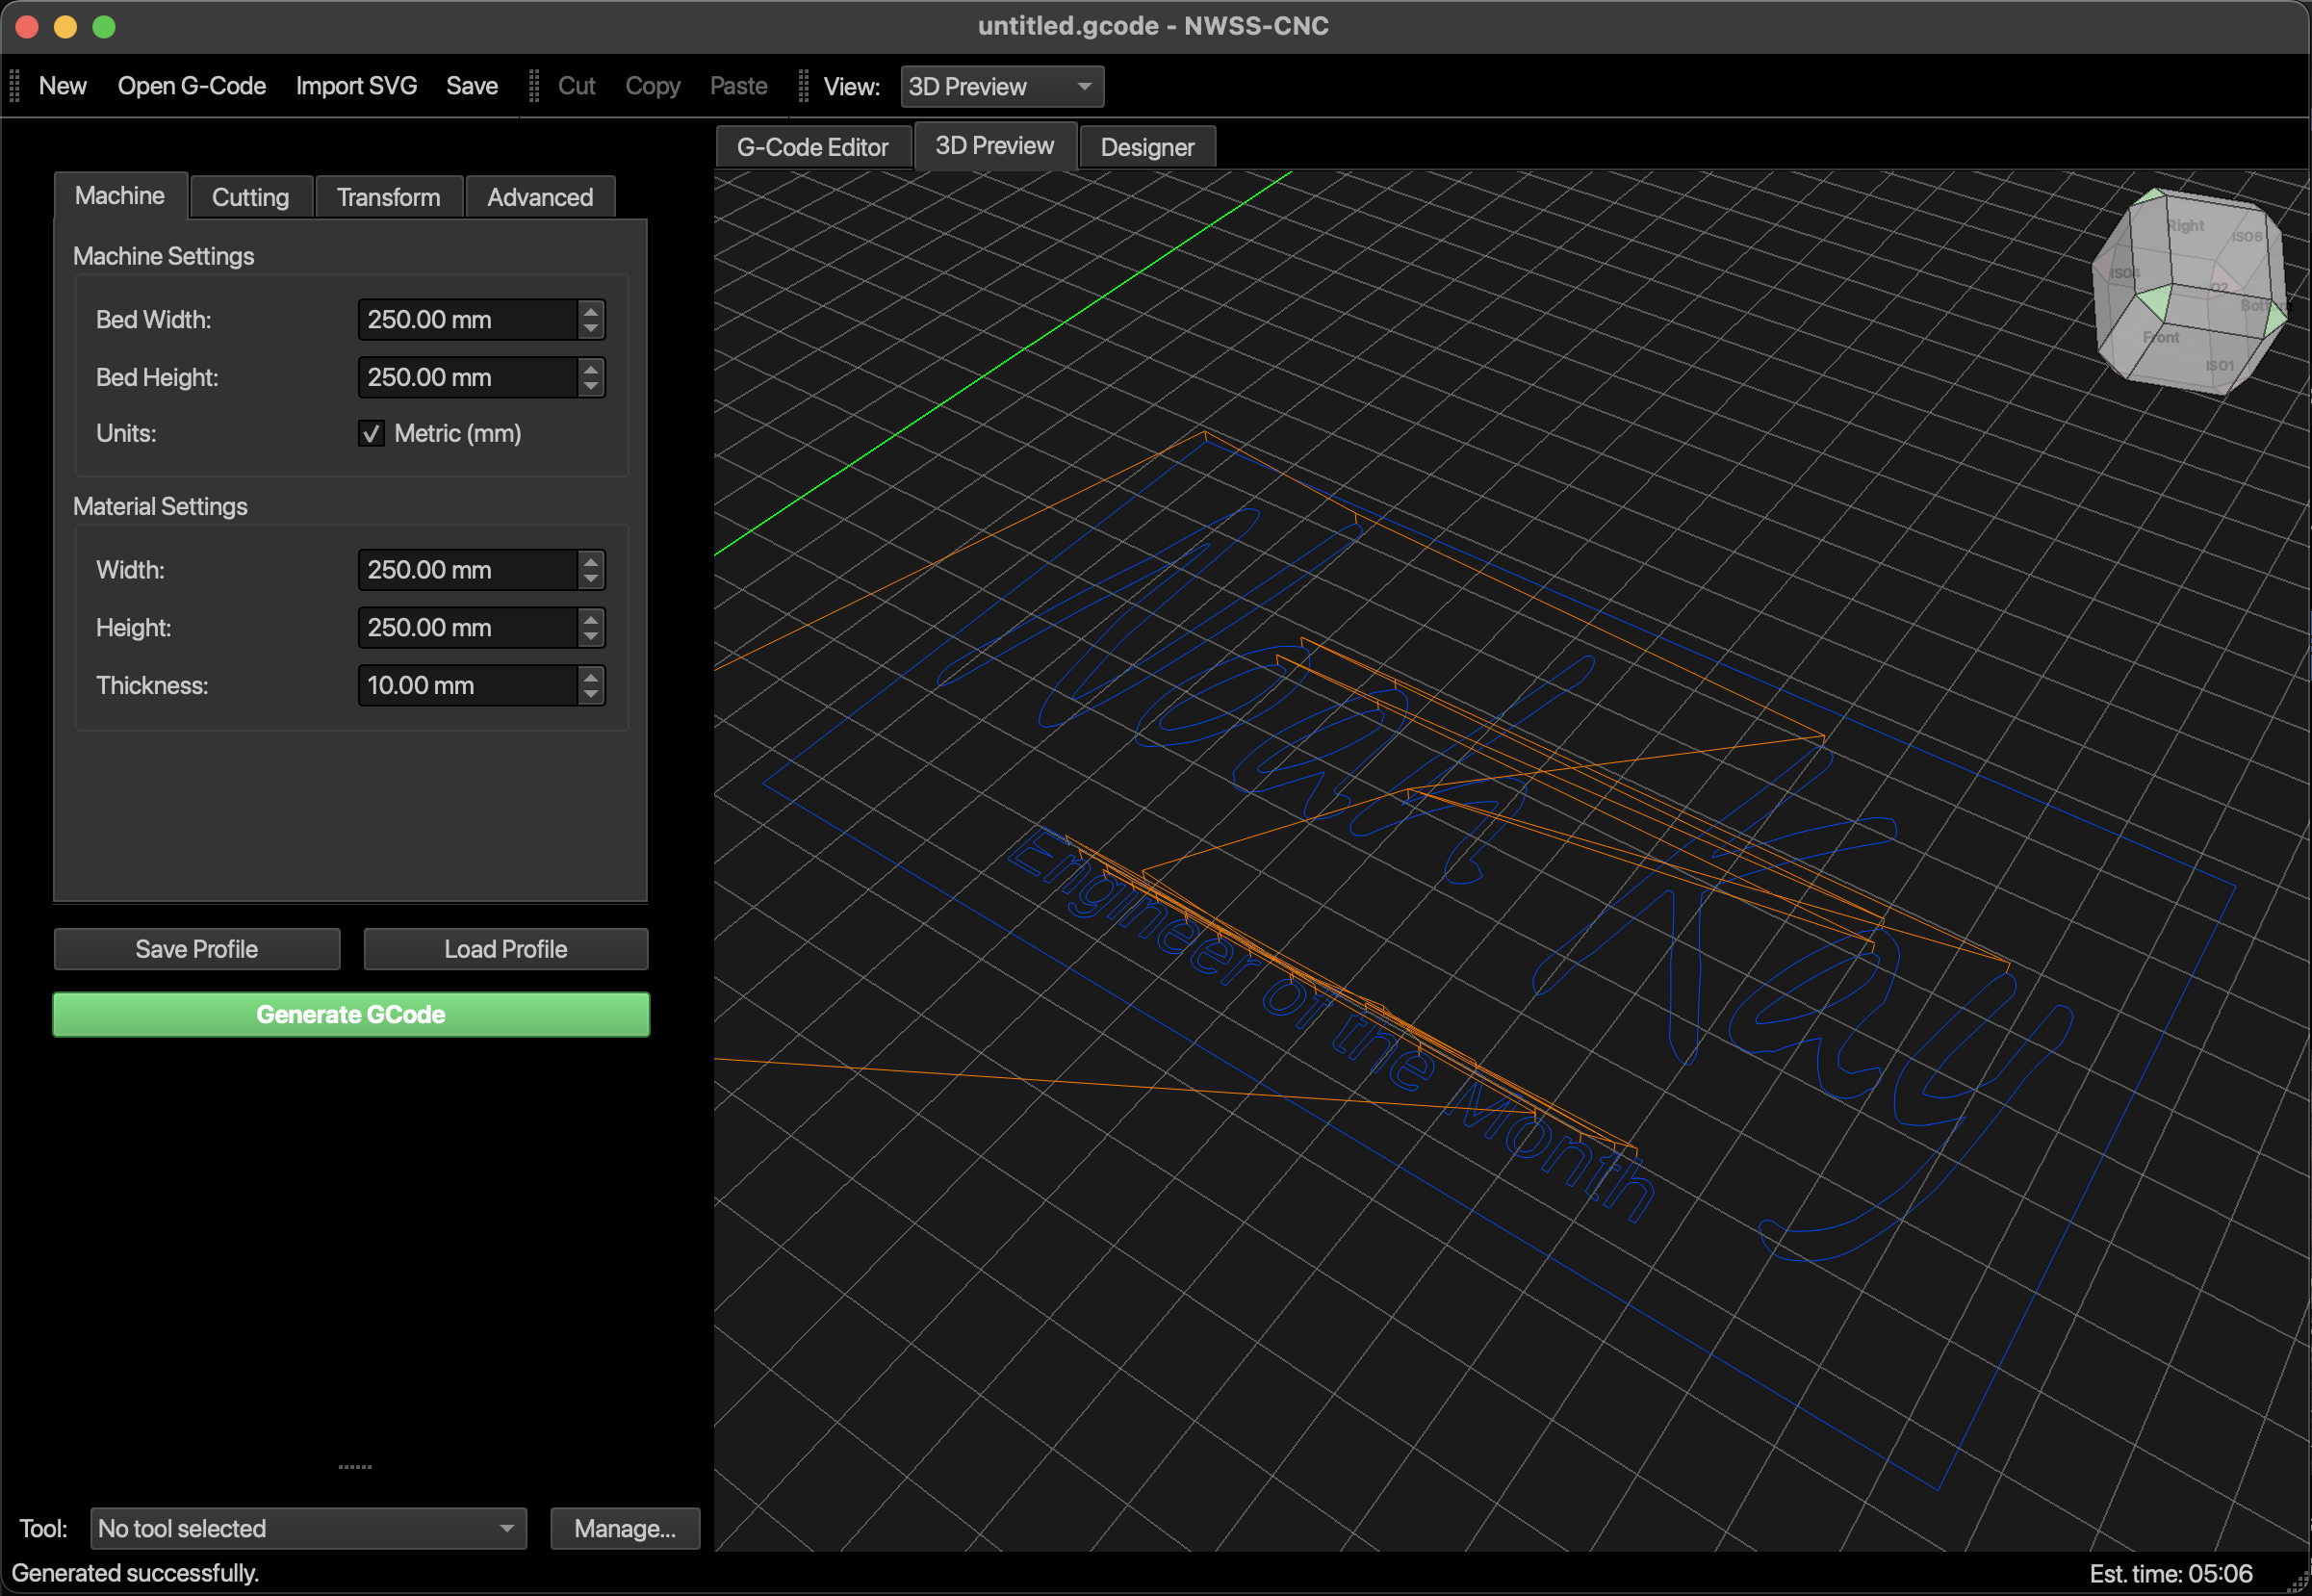 untitled.gcode - NWSS-CNC
New Open G-Code Import SVG Save Cut Copy Paste View: 3D Preview
G-Code Editor 3D Preview Designer
Machine Cutting Transform Advanced
Machine Settings
Bed Width: 250.00 mm
Bed Height: 250.00 mm
Units: Metric (mm)
Material Settings
Width: 250.00 mm
Height: 250.00 mm
Thickness: 10.00 mm
Save Profile Load Profile
Generate GCode
Right
ISO6
ISO4
Front
ISO1
Engineer of the Month
Tool: No tool selected Manage...
Generated successfully. Est. time: 05:06